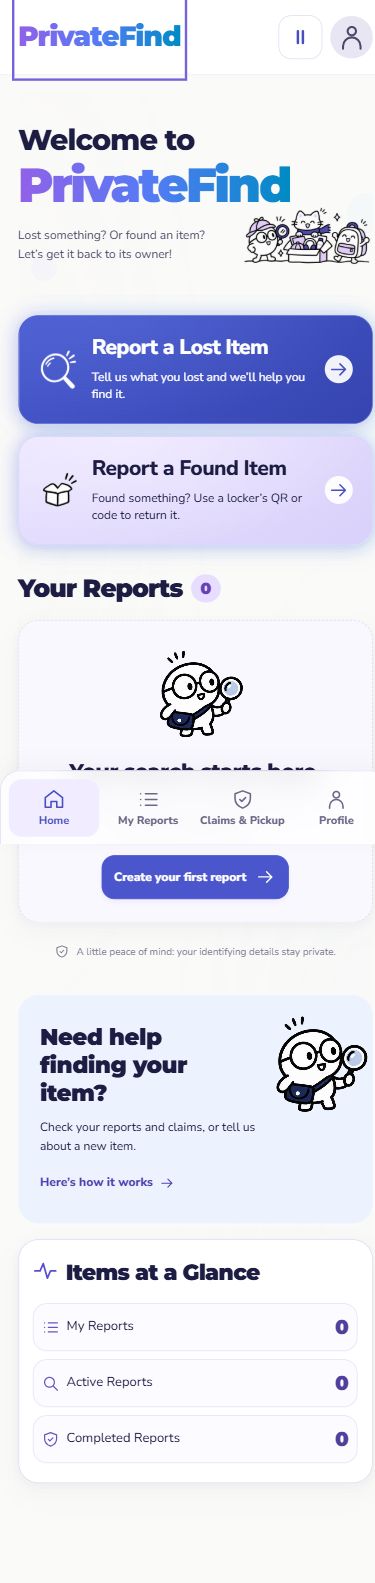 PrivateFind
Welcome to
PrivateFind
Lost something? Or found an item?
Let's get it back to its owner!
Report a Lost Item
Tell us what you lost and we'll help you
find it.
Report a Found Item
Found something? Use a locker's QR or
code to return it.
Your Reports 0
Your search starts here
Home
My Reports
Claims & Pickup
Profile
Create your first report
A little peace of mind: your identifying details stay private.
Need help
finding your
item?
Check your reports and claims, or tell us
about a new item.
Here's how it works
Items at a Glance
My Reports 0
Active Reports 0
Completed Reports 0